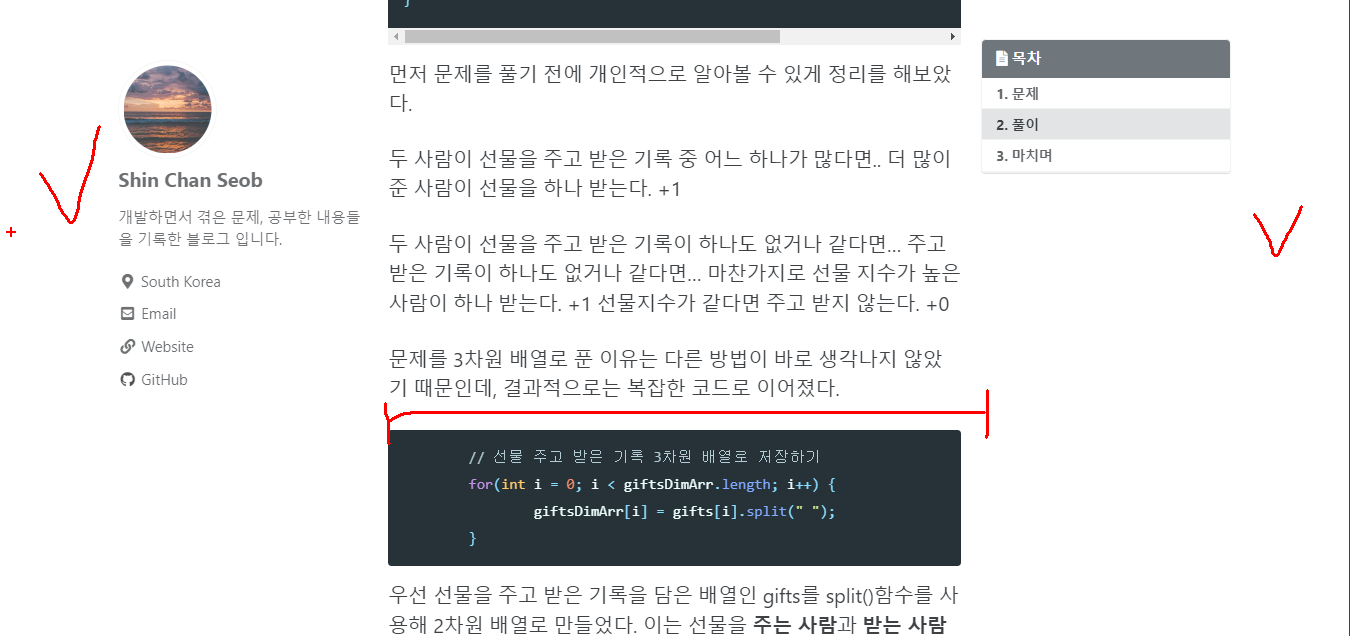 }
Shin Chan Seob
개발하면서 겪은 문제, 공부한 내용들
을 기록한 블로그 입니다.
South Korea
Email
Website
GitHub
먼저 문제를 풀기 전에 개인적으로 알아볼 수 있게 정리를 해보았
다.
두 사람이 선물을 주고 받은 기록 중 어느 하나가 많다면.. 더 많이
준 사람이 선물을 하나 받는다. +1
두 사람이 선물을 주고 받은 기록이 하나도 없거나 같다면... 주고
받은 기록이 하나도 없거나 같다면... 마찬가지로 선물 지수가 높은
사람이 하나 받는다. +1 선물지수가 같다면 주고 받지 않는다. +0
문제를 3차원 배열로 푼 이유는 다른 방법이 바로 생각나지 않았
기 때문인데, 결과적으로는 복잡한 코드로 이어졌다.
// 선물 주고 받은 기록 3차원 배열로 저장하기
for(int i = 0; i < giftsDimArr.length; i++) {
giftsDimArr[i] = gifts[i].split(" ");
}
우선 선물을 주고 받은 기록을 담은 배열인 gifts를 split()함수를 사
용해 2차원 배열로 만들었다. 이는 선물을 주는 사람과 받는 사람
목차
1. 문제
2. 풀이
3. 마치며